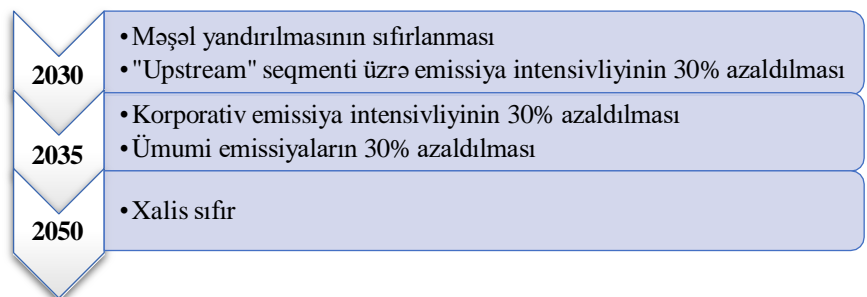 2030
• Məşəl yandırılmasının sıfırlanması
• "Upstream" seqmenti üzrə emissiya intensivliyinin 30% azaldılması
2035
• Korporativ emissiya intensivliyinin 30% azaldılması
• Ümumi emissiyaların 30% azaldılması
2050
• Xalis sıfır